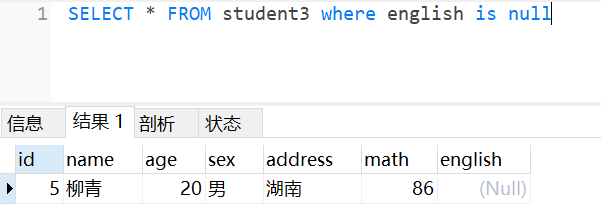 1 SELECT * FROM student3 where english is null
信息 结果 1 剖析 状态
id name age sex address math english
5 柳青 20 男 湖南 86 (Null)